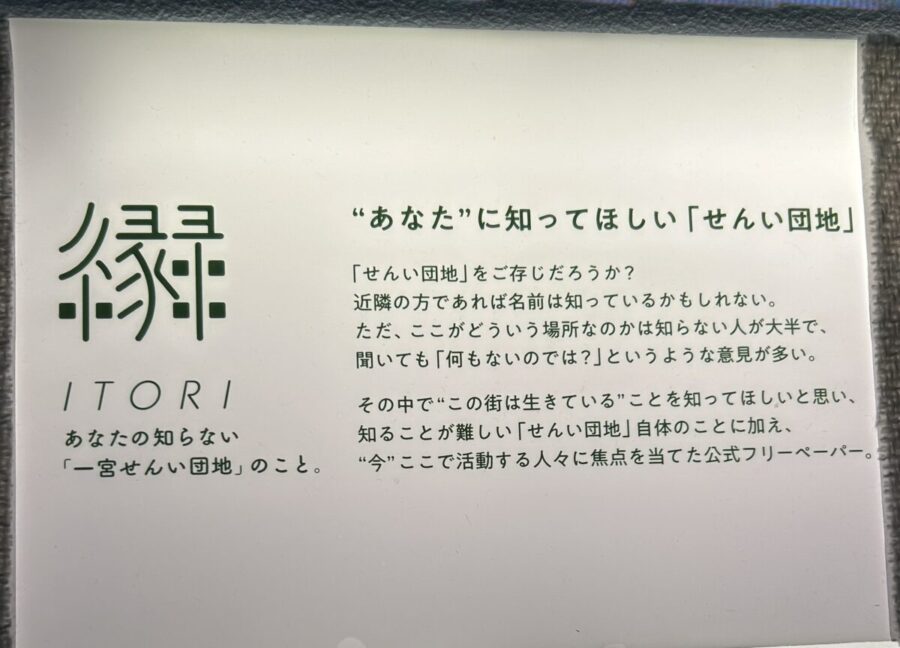 ITORI
あなたの知らない
「一宮せんい団地」のこと。
“あなた”に知ってほしい「せんい団地」
「せんい団地」をご存じだろうか？
近隣の方であれば名前は知っているかもしれない。
ただ、ここがどういう場所なのかは知らない人が大半で、
聞いても「何もないのでは？」というような意見が多い。
その中で“この街は生きている”ことを知ってほしいと思い、
知ることが難しい「せんい団地」自体のことに加え、
“今”ここで活動する人々に焦点を当てた公式フリーペーパー。